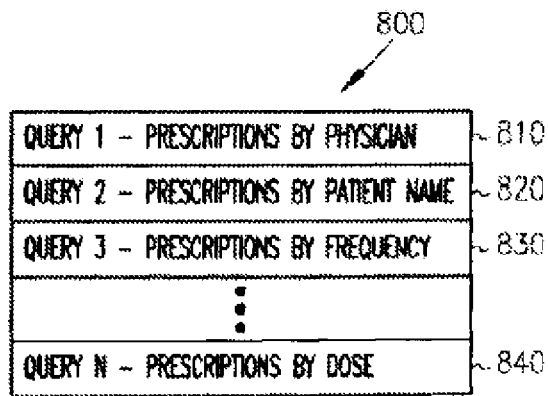 800
QUERY 1 - PRESCRIPTIONS BY PHYSICIAN 810
QUERY 2 - PRESCRIPTIONS BY PATIENT NAME 820
QUERY 3 - PRESCRIPTIONS BY FREQUENCY 830
QUERY N - PRESCRIPTIONS BY DOSE 840